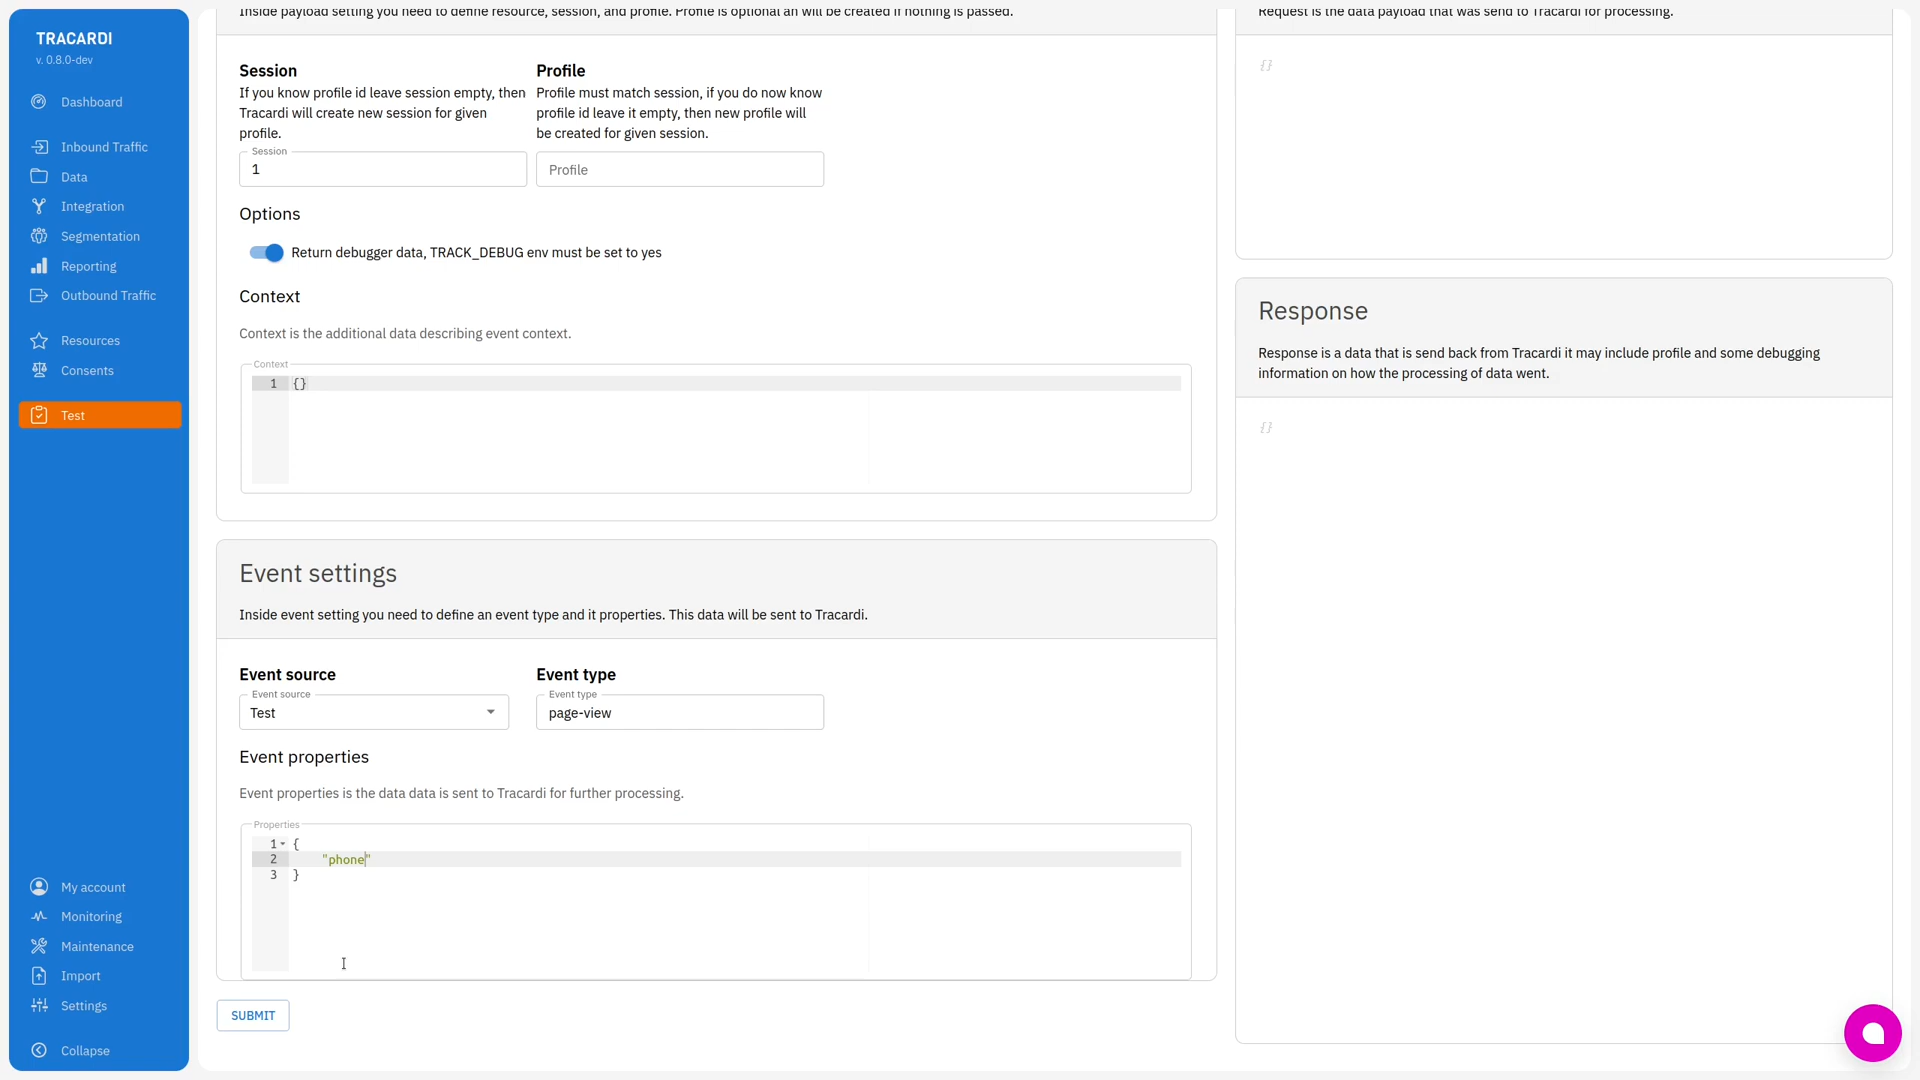 TRACARDI
v. 0.8.0-dev
Dashboard
Inbound Traffic
Data
Integration
Segmentation
Reporting
Outbound Traffic
Resources
Consents
Test
My account
Monitoring
Maintenance
Import
Settings
Collapse
Inside payload setting you need to define resource, session, and profile. Profile is optional an will be created if nothing is passed.
Session
If you know profile id leave session empty, then
Tracardi will create new session for given
profile.
Session
1
Profile
Profile must match session, if you do now know
profile id leave it empty, then new profile will
be created for given session.
Profile
Options
Return debugger data, TRACK_DEBUG env must be set to yes
Context
Context is the additional data describing event context.
Context
1 {}
Event settings
Inside event setting you need to define an event type and it properties. This data will be sent to Tracardi.
Event source
Event source
Test
Event type
Event type
page-view
Event properties
Event properties is the data data is sent to Tracardi for further processing.
Properties
1 {
2 "phone"
3 }
SUBMIT
Request is the data payload that was send to Tracardi for processing.
{}
Response
Response is a data that is send back from Tracardi it may include profile and some debugging
information on how the processing of data went.
{}